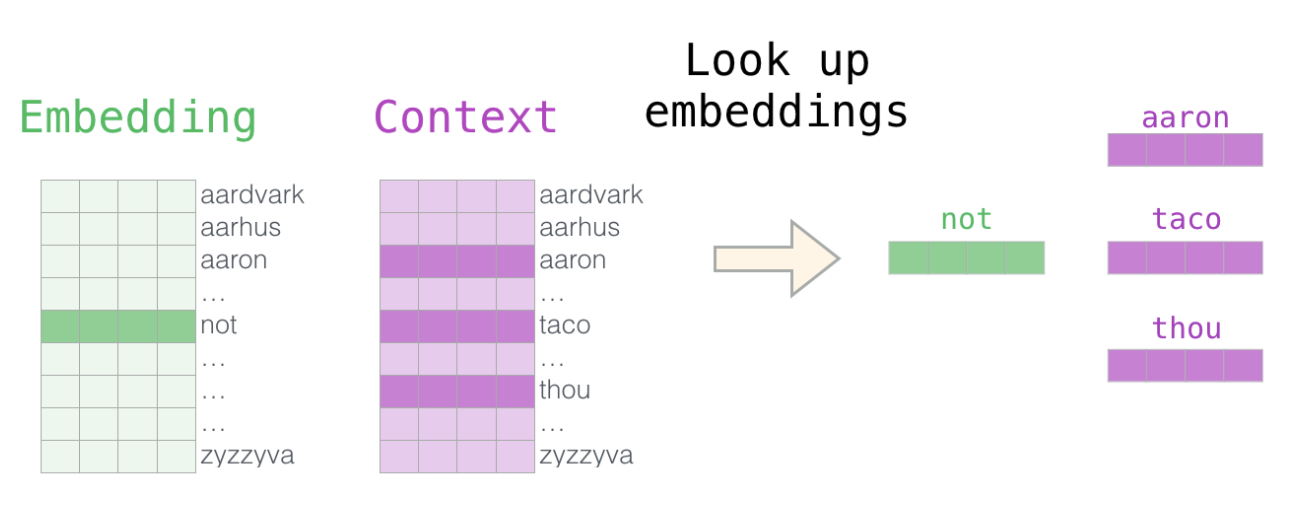 Look up
embeddings
Embedding
Context
aardvark
aarhus
aaron
...
not
...
...
...
zyzzyva
aardvark
aarhus
aaron
...
taco
...
thou
...
zyzzyva
not
aaron
taco
thou